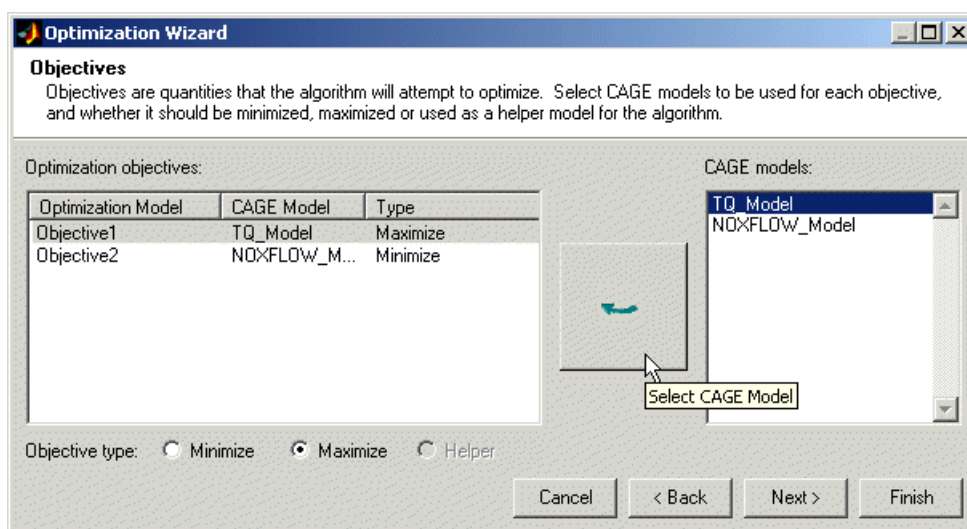 Optimization Wizard
Objectives
Objectives are quantities that the algorithm will attempt to optimize. Select CAGE models to be used for each objective,
and whether it should be minimized, maximized or used as a helper model for the algorithm.
Optimization objectives:
CAGE models:
Optimization Model CAGE Model Type
Objective1 TQ_Model Maximize
Objective2 NOXFLOW_M... Minimize
TQ_Model
NOXFLOW_Model
Select CAGE Model
Objective type: Minimize Maximize Helper
Cancel < Back Next > Finish